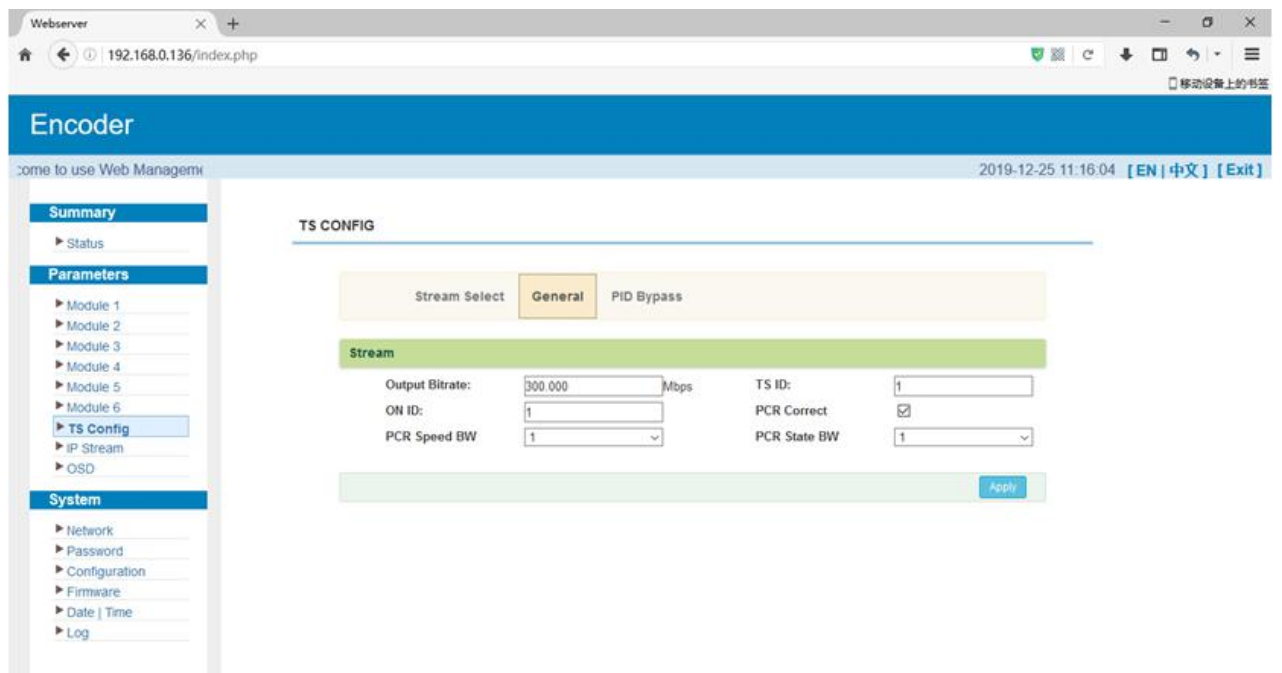 Webserver
192.168.0.136/index.php
移动设备上的书签
Encoder
come to use Web Manageme
2019-12-25 11:16:04 [ EN | 中文 ] [ Exit ]
Summary
Status
Parameters
Module 1
Module 2
Module 3
Module 4
Module 5
Module 6
TS Config
IP Stream
OSD
System
Network
Password
Configuration
Firmware
Date | Time
Log
TS CONFIG
Stream Select General PID Bypass
Stream
Output Bitrate: 300.000 Mbps TS ID: 1
ON ID: 1 PCR Correct
PCR Speed BW 1 PCR State BW 1
Apply